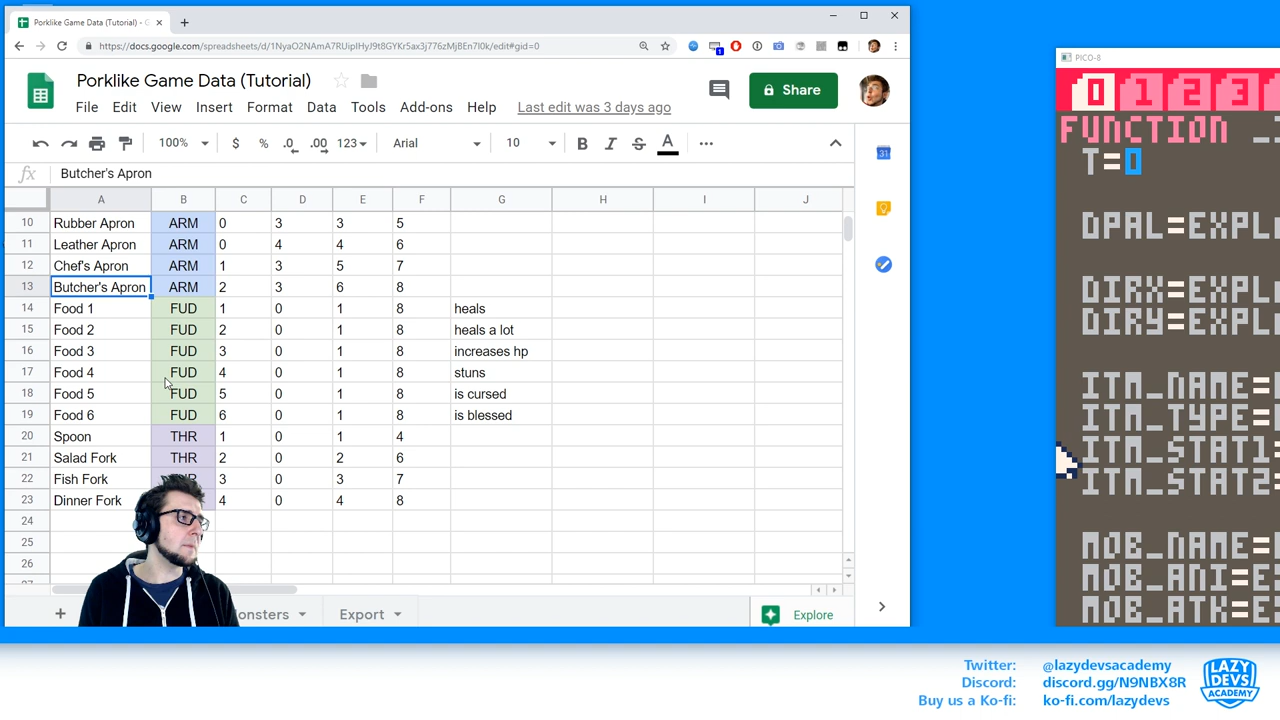 Porklike Game Data (Tutorial) - G
https://docs.google.com/spreadsheets/d/1NyaO2NAmA7RUipIHyJ9t8GYKr5ax3j776zMjBEn7I0k/edit#gid=0
Porklike Game Data (Tutorial)
File Edit View Insert Format Data Tools Add-ons Help Last edit was 3 days ago
Share
100% $ % .0 .00 123 Arial 10 B I S A
fx Butcher's Apron
A B C D E F G H I J
10 Rubber Apron ARM 0 3 3 5
11 Leather Apron ARM 0 4 4 6
12 Chef's Apron ARM 1 3 5 7
13 Butcher's Apron ARM 2 3 6 8
14 Food 1 FUD 1 0 1 8 heals
15 Food 2 FUD 2 0 1 8 heals a lot
16 Food 3 FUD 3 0 1 8 increases hp
17 Food 4 FUD 4 0 1 8 stuns
18 Food 5 FUD 5 0 1 8 is cursed
19 Food 6 FUD 6 0 1 8 is blessed
20 Spoon THR 1 0 1 4
21 Salad Fork THR 2 0 2 6
22 Fish Fork 3 0 3 7
23 Dinner Fork 4 0 4 8
24
25
26
onsters Export Explore
PICO-8
0 1 2 3
FUNCTION _I
T=0
DPAL=EXPL
DIRX=EXPL
DIRY=EXPL
ITM_NAME=
ITM_TYPE=
ITM_STAT1=
ITM_STAT2=
MOB_NAME=
MOB_ANI=E
MOB_ATK=E
Twitter: @lazydevsacademy
Discord: discord.gg/N9NBX8R
Buy us a Ko-fi: ko-fi.com/lazydevs
LAZY
DEVS
ACADEMY